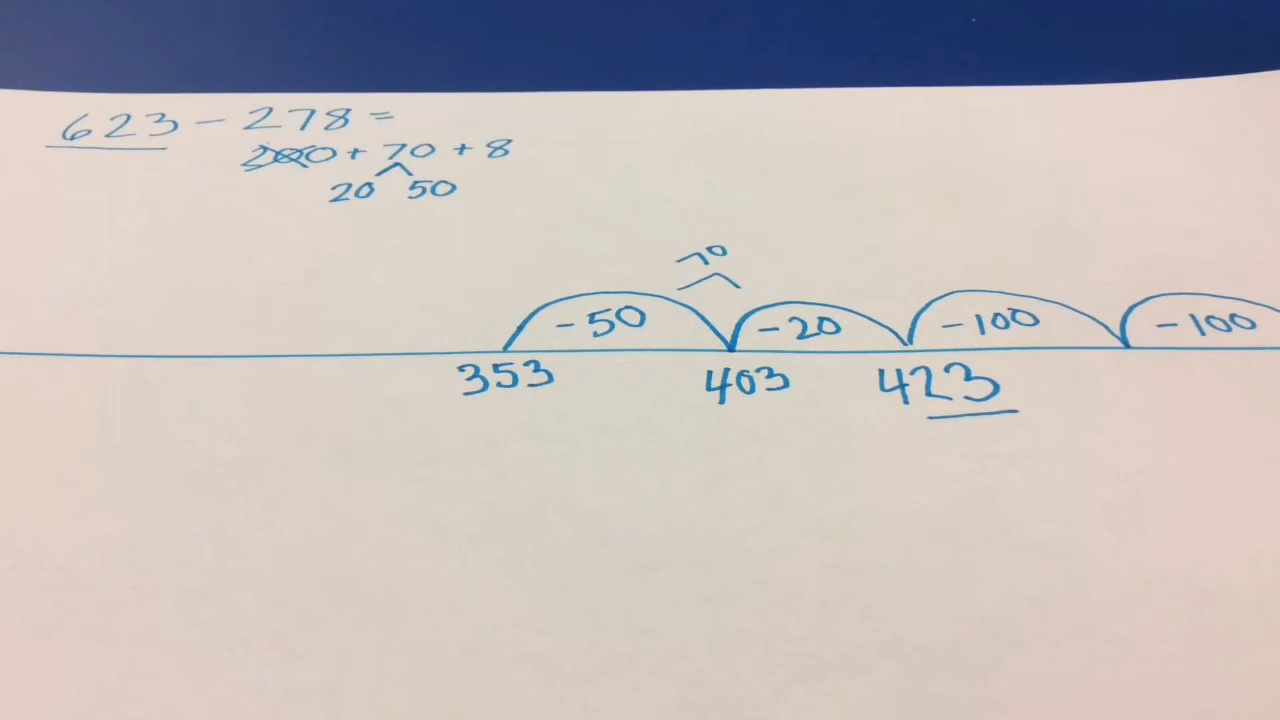 623 - 278 =
200 + 70 + 8
20 50
70
-50 -20 -100 -100
353 403 423